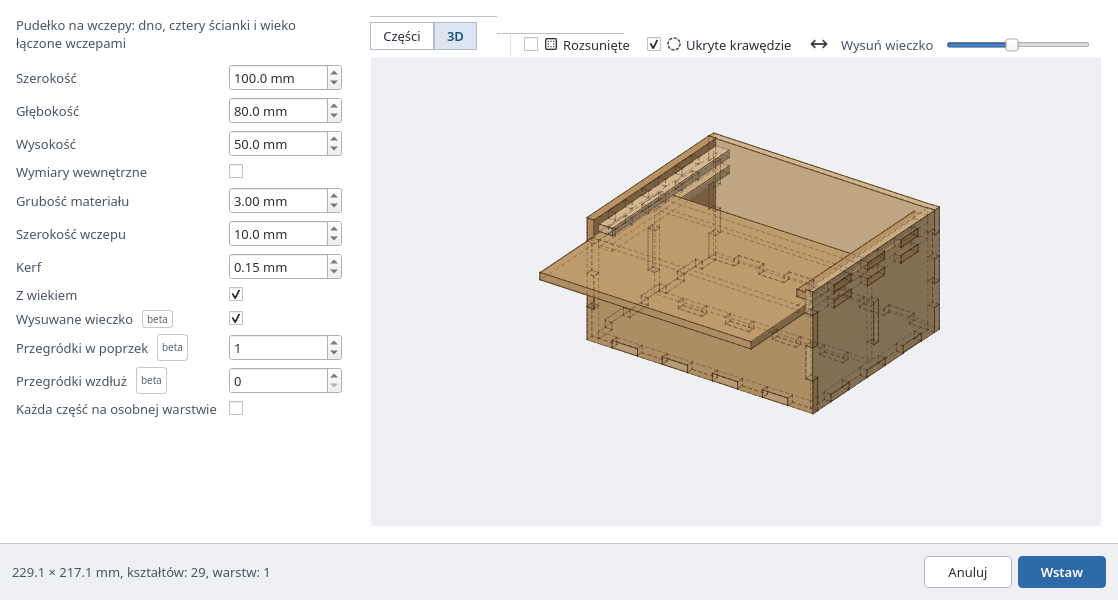 Pudełko na wczepy: dno, cztery ścianki i wieko
łączone wczepami
Szerokość 100.0 mm
Głębokość 80.0 mm
Wysokość 50.0 mm
Wymiary wewnętrzne
Grubość materiału 3.00 mm
Szerokość wczepu 10.0 mm
Kerf 0.15 mm
Z wiekiem
Wysuwane wieczko beta
Przegródki w poprzek beta 1
Przegródki wzdłuż beta 0
Każda część na osobnej warstwie
Części 3D
Rozsunięte Ukryte krawędzie Wysuń wieczko
229.1 × 217.1 mm, kształtów: 29, warstw: 1
Anuluj Wstaw